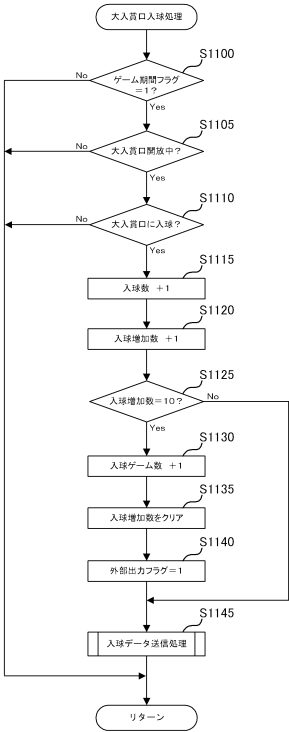 大入賞口入球処理
S1100
ゲーム期間フラグ
=1?
No
Yes
S1105
大入賞口開放中?
No
Yes
S1110
大入賞口に入球?
No
Yes
S1115
入球数 +1
S1120
入球増加数 +1
S1125
入球増加数=10?
No
Yes
S1130
入球ゲーム数 +1
S1135
入球増加数をクリア
S1140
外部出力フラグ=1
S1145
入球データ送信処理
リターン